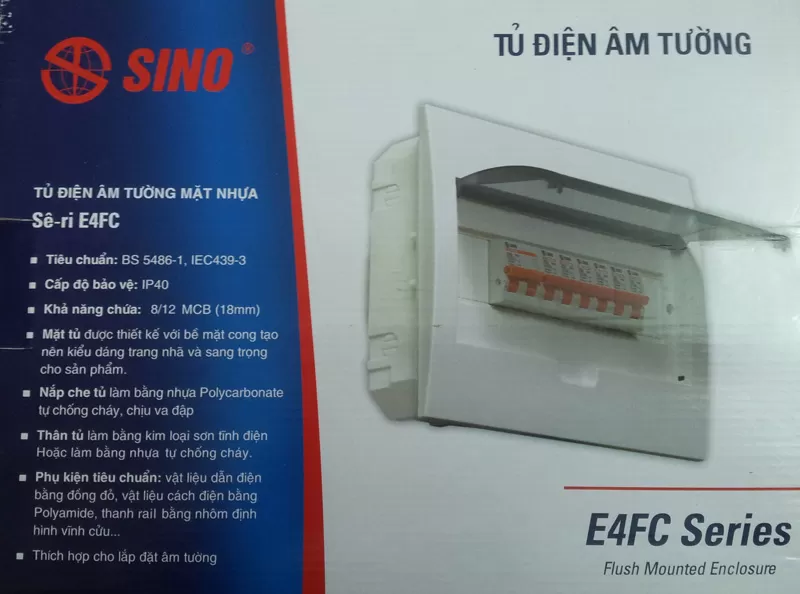 SINO®
TỦ ĐIỆN ÂM TƯỜNG
TỦ ĐIỆN ÂM TƯỜNG MẶT NHỰA
Sê-ri E4FC
Tiêu chuẩn: BS 5486-1, IEC439-3
Cấp độ bảo vệ: IP40
Khả năng chứa: 8/12 MCB (18mm)
Mặt tủ được thiết kế với bề mặt cong tạo
nên kiểu dáng trang nhã và sang trọng
cho sản phẩm.
Nắp che tủ làm bằng nhựa Polycarbonate
tự chống cháy, chịu va đập
Thân tủ làm bằng kim loại sơn tĩnh điện
Hoặc làm bằng nhựa tự chống cháy.
Phụ kiện tiêu chuẩn: vật liệu dẫn điện
bằng đồng đỏ, vật liệu cách điện bằng
Polyamide, thanh rail bằng nhôm định
hình vĩnh cửu...
Thích hợp cho lắp đặt âm tường
E4FC Series
Flush Mounted Enclosure